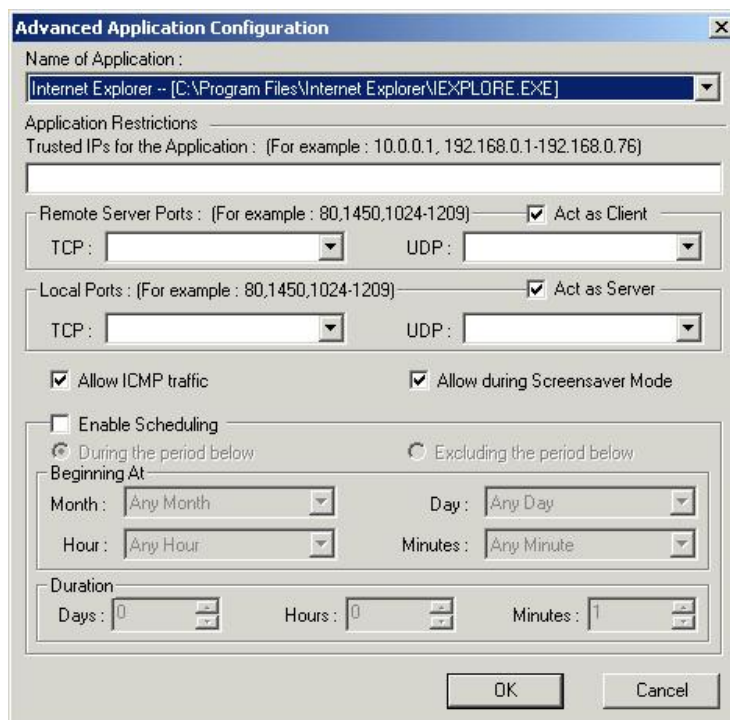 Advanced Application Configuration
Name of Application :
Internet Explorer -- [C:\Program Files\Internet Explorer\IEXPLORE.EXE]
Application Restrictions
Trusted IPs for the Application : (For example : 10.0.0.1, 192.168.0.1-192.168.0.76)
Remote Server Ports : (For example : 80,1450,1024-1209) Act as Client
TCP : UDP :
Local Ports : (For example : 80,1450,1024-1209) Act as Server
TCP : UDP :
Allow ICMP traffic Allow during Screensaver Mode
Enable Scheduling
During the period below Excluding the period below
Beginning At
Month : Any Month Day : Any Day
Hour : Any Hour Minutes : Any Minute
Duration
Days : 0 Hours : 0 Minutes : 1
OK Cancel